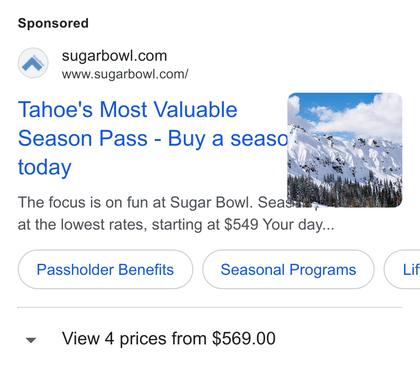 Sponsored
sugarbowl.com
www.sugarbowl.com/
Tahoe's Most Valuable
Season Pass - Buy a seaso
today
The focus is on fun at Sugar Bowl.
at the lowest rates, starting at $549 Your day...
Passholder Benefits
Seasonal Programs
Lif
View 4 prices from $569.00